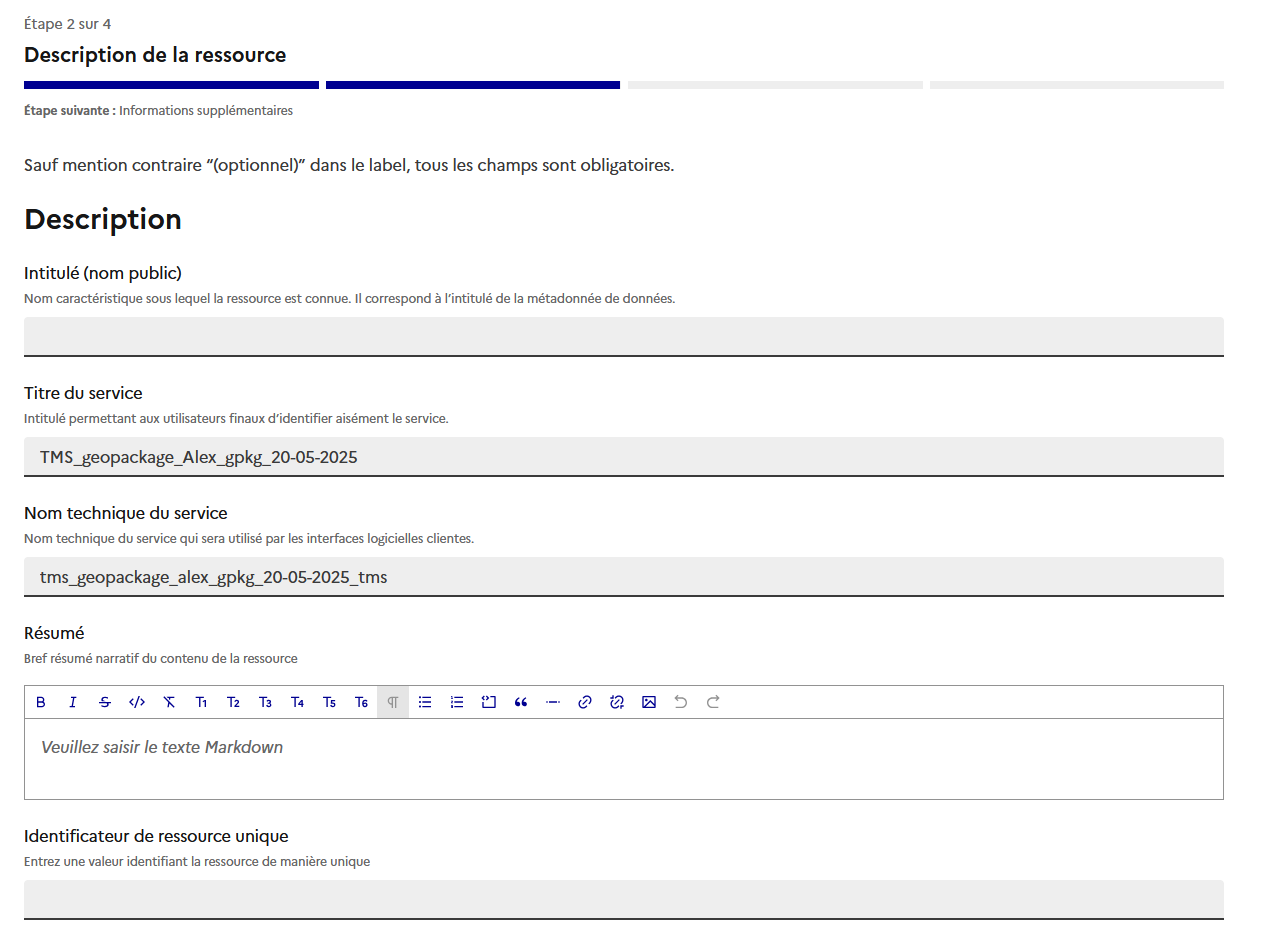 Étape 2 sur 4
Description de la ressource
Étape suivante : Informations supplémentaires
Sauf mention contraire “(optionnel)” dans le label, tous les champs sont obligatoires.
Description
Intitulé (nom public)
Nom caractéristique sous lequel la ressource est connue. Il correspond à l’intitulé de la métadonnée de données.
Titre du service
Intitulé permettant aux utilisateurs finaux d’identifier aisément le service.
TMS_geopackage_Alex_gpkg_20-05-2025
Nom technique du service
Nom technique du service qui sera utilisé par les interfaces logicielles clientes.
tms_geopackage_alex_gpkg_20-05-2025_tms
Résumé
Bref résumé narratif du contenu de la ressource
B I S </> T T1 T2 T3 T4 T5 T6 ¶
Veuillez saisir le texte Markdown
Identificateur de ressource unique
Entrez une valeur identifiant la ressource de manière unique